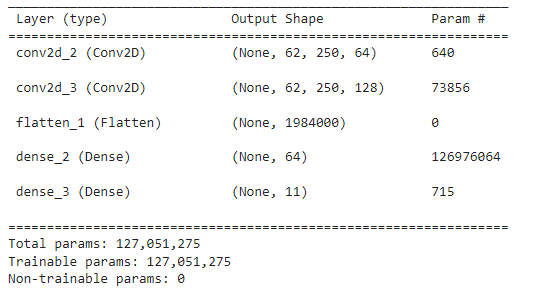 Layer (type) Output Shape Param #
conv2d_2 (Conv2D) (None, 62, 250, 64) 640
conv2d_3 (Conv2D) (None, 62, 250, 128) 73856
flatten_1 (Flatten) (None, 1984000) 0
dense_2 (Dense) (None, 64) 126976064
dense_3 (Dense) (None, 11) 715
Total params: 127,051,275
Trainable params: 127,051,275
Non-trainable params: 0